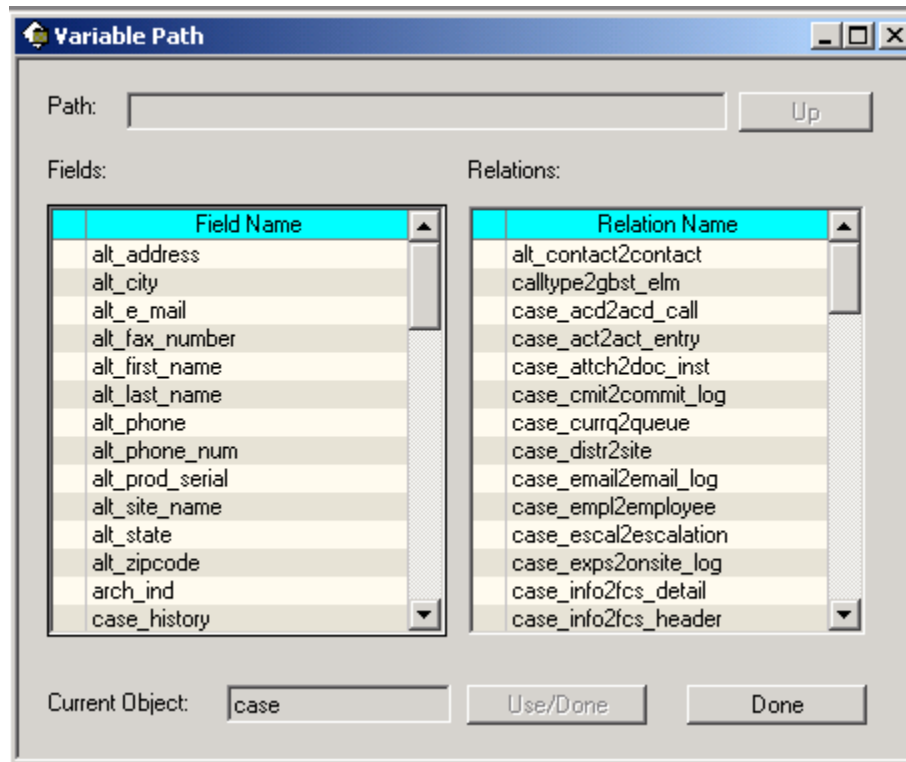 Variable Path
Path:
Up
Fields:
Relations:
Field Name
alt_address
alt_city
alt_e_mail
alt_fax_number
alt_first_name
alt_last_name
alt_phone
alt_phone_num
alt_prod_serial
alt_site_name
alt_state
alt_zipcode
arch_ind
case_history
Relation Name
alt_contact2contact
calltype2gbst_elm
case_acd2acd_call
case_act2act_entry
case_attch2doc_inst
case_cmit2commit_log
case_currq2queue
case_distr2site
case_email2email_log
case_empl2employee
case_escal2escalation
case_exps2onsite_log
case_info2fcs_detail
case_info2fcs_header
Current Object:
case
Use/Done
Done